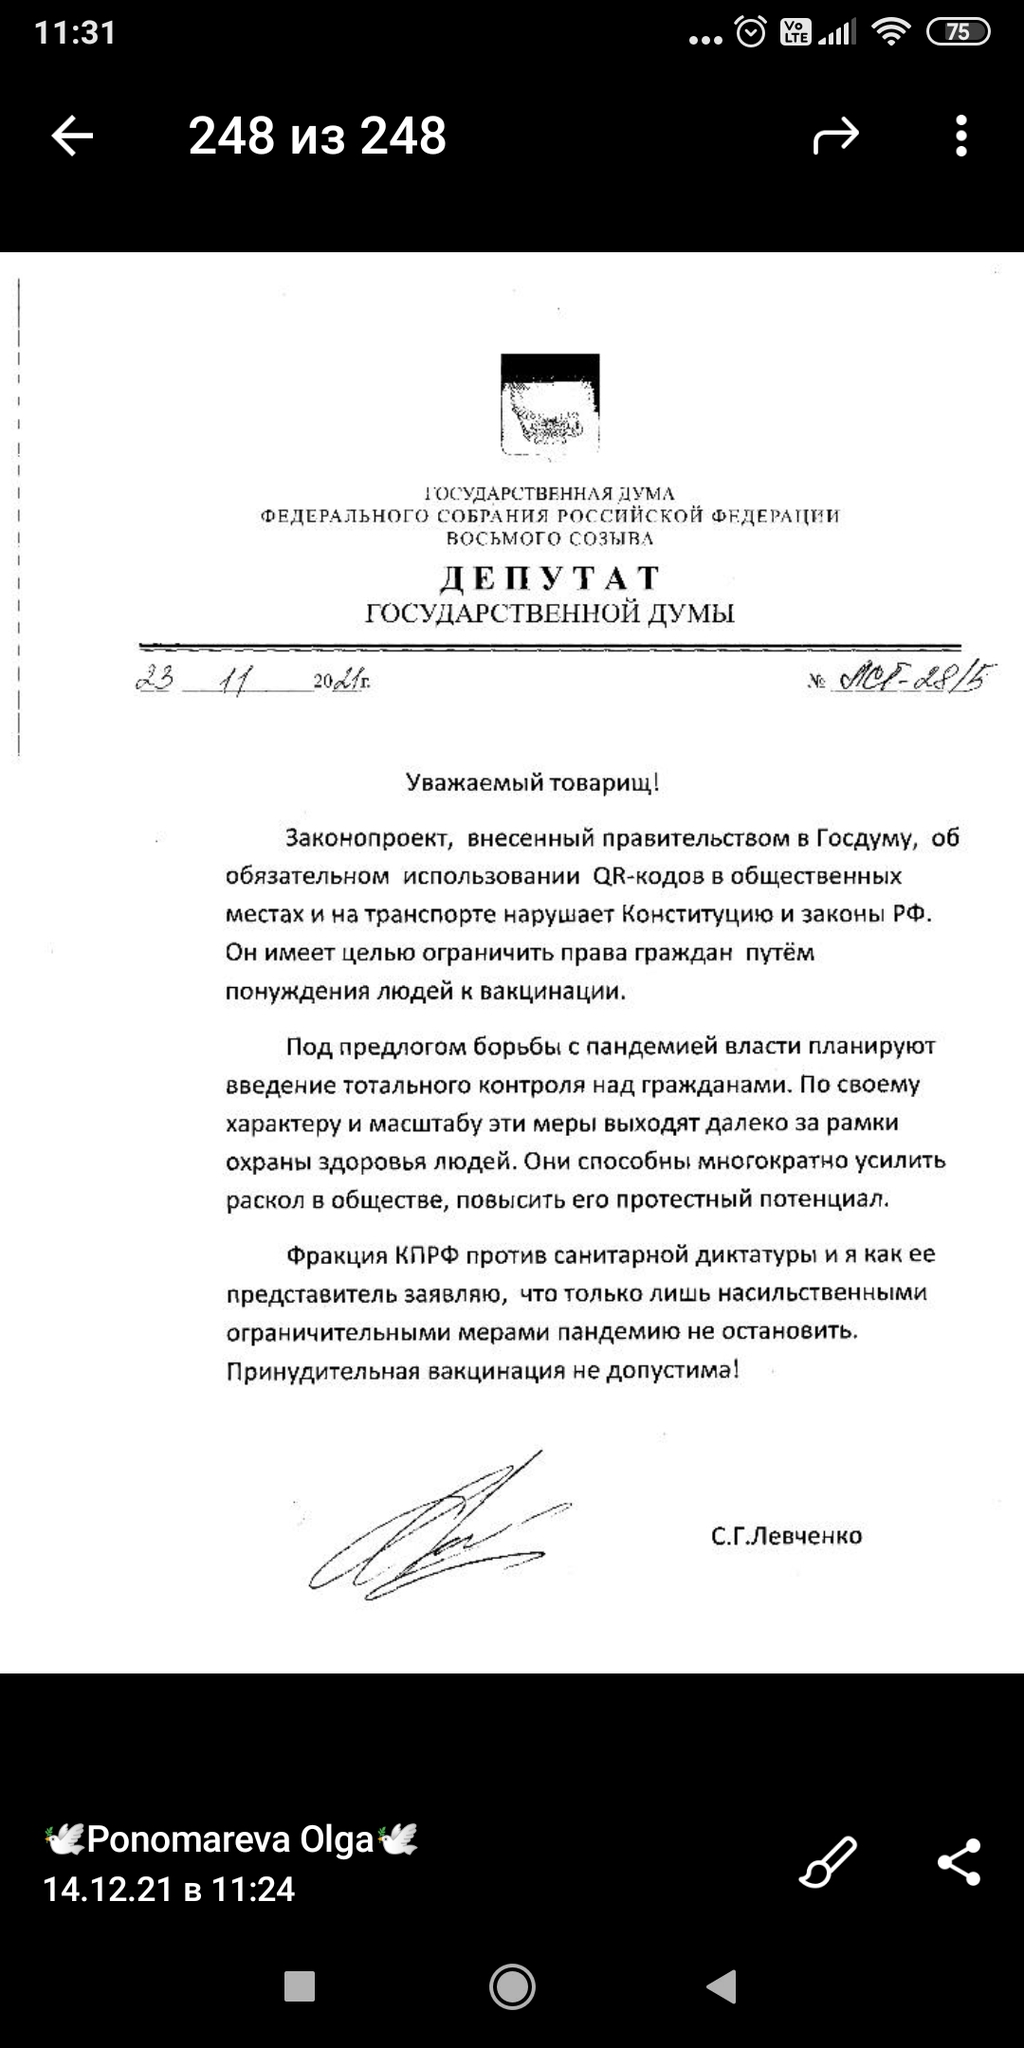 11:31
Vo LTE
75
248 из 248
ГОСУДАРСТВЕННАЯ ДУМА
ФЕДЕРАЛЬНОГО СОБРАНИЯ РОССИЙСКОЙ ФЕДЕРАЦИИ
ВОСЬМОГО СОЗЫВА
ДЕПУТАТ
ГОСУДАРСТВЕННОЙ ДУМЫ
23 11 2021г. № ЛСГ-28/5
Уважаемый товарищ!
Законопроект, внесенный правительством в Госдуму, об
обязательном использовании QR-кодов в общественных
местах и на транспорте нарушает Конституцию и законы РФ.
Он имеет целью ограничить права граждан путём
понуждения людей к вакцинации.
Под предлогом борьбы с пандемией власти планируют
введение тотального контроля над гражданами. По своему
характеру и масштабу эти меры выходят далеко за рамки
охраны здоровья людей. Они способны многократно усилить
раскол в обществе, повысить его протестный потенциал.
Фракция КПРФ против санитарной диктатуры и я как ее
представитель заявляю, что только лишь насильственными
ограничительными мерами пандемию не остановить.
Принудительная вакцинация не допустима!
С.Г.Левченко
🕊Ponomareva Olga🕊
14.12.21 в 11:24